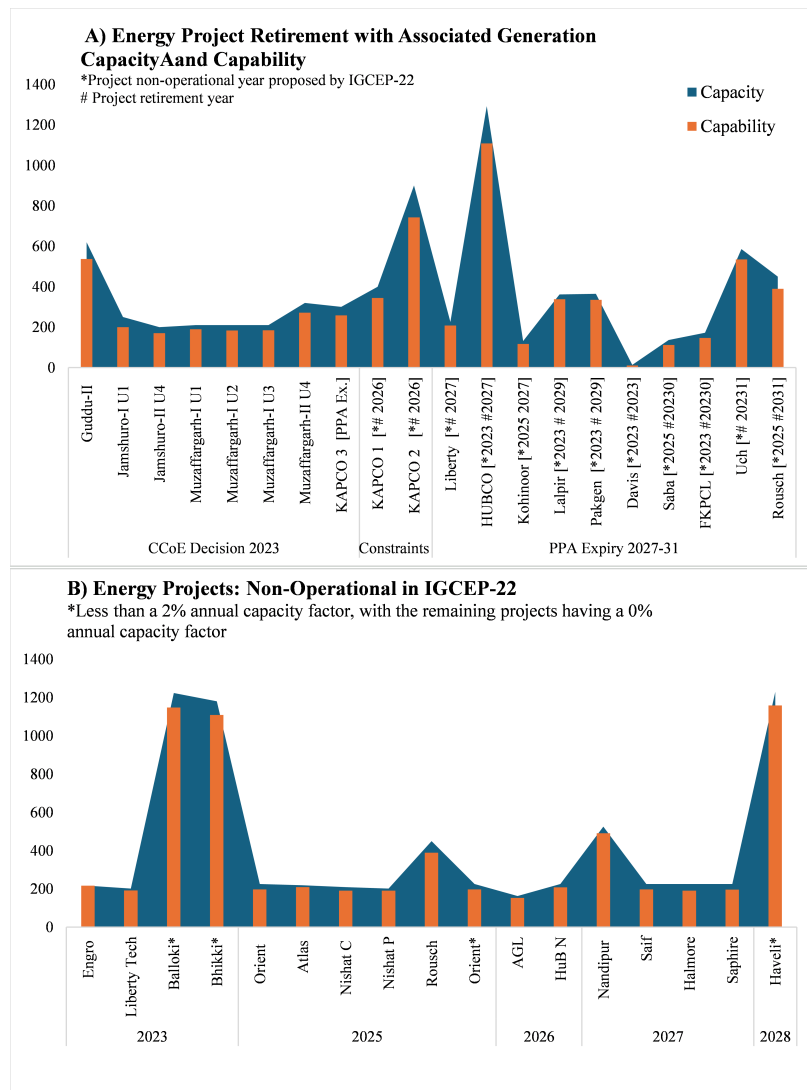 A) Energy Project Retirement with Associated Generation
CapacityAand Capability
*Project non-operational year proposed by IGCEP-22
# Project retirement year
1400
1200
1000
800
600
400
200
0
Capacity
Capability
Guddu-II
Jamshuro-I U1
Jamshuro-II U4
Muzaffargarh-I U1
Muzaffargarh-I U2
Muzaffargarh-I U3
Muzaffargarh-II U4
KAPCO 3 [PPA Ex.]
KAPCO 1 [*# 2026]
KAPCO 2 [*# 2026]
Liberty [*# 2027]
HUBCO [*2023 #2027]
Kohinoor [*2025 2027]
Lalpir [*2023 # 2029]
Pakgen [*2023 # 2029]
Davis [*2023 #2023]
Saba [*2025 #20230]
FKPCL [*2023 #20230]
Uch [*# 20231]
Rousch [*2025 #2031]
CCoE Decision 2023
Constraints
PPA Expiry 2027-31
B) Energy Projects: Non-Operational in IGCEP-22
*Less than a 2% annual capacity factor, with the remaining projects having a 0%
annual capacity factor
1400
1200
1000
800
600
400
200
0
Engro
Liberty Tech
Balloki*
Bhikki*
Orient
Atlas
Nishat C
Nishat P
Rousch
Orient*
AGL
HuB N
Nandipur
Saif
Halmore
Saphire
Haveli*
2023
2025
2026
2027
2028